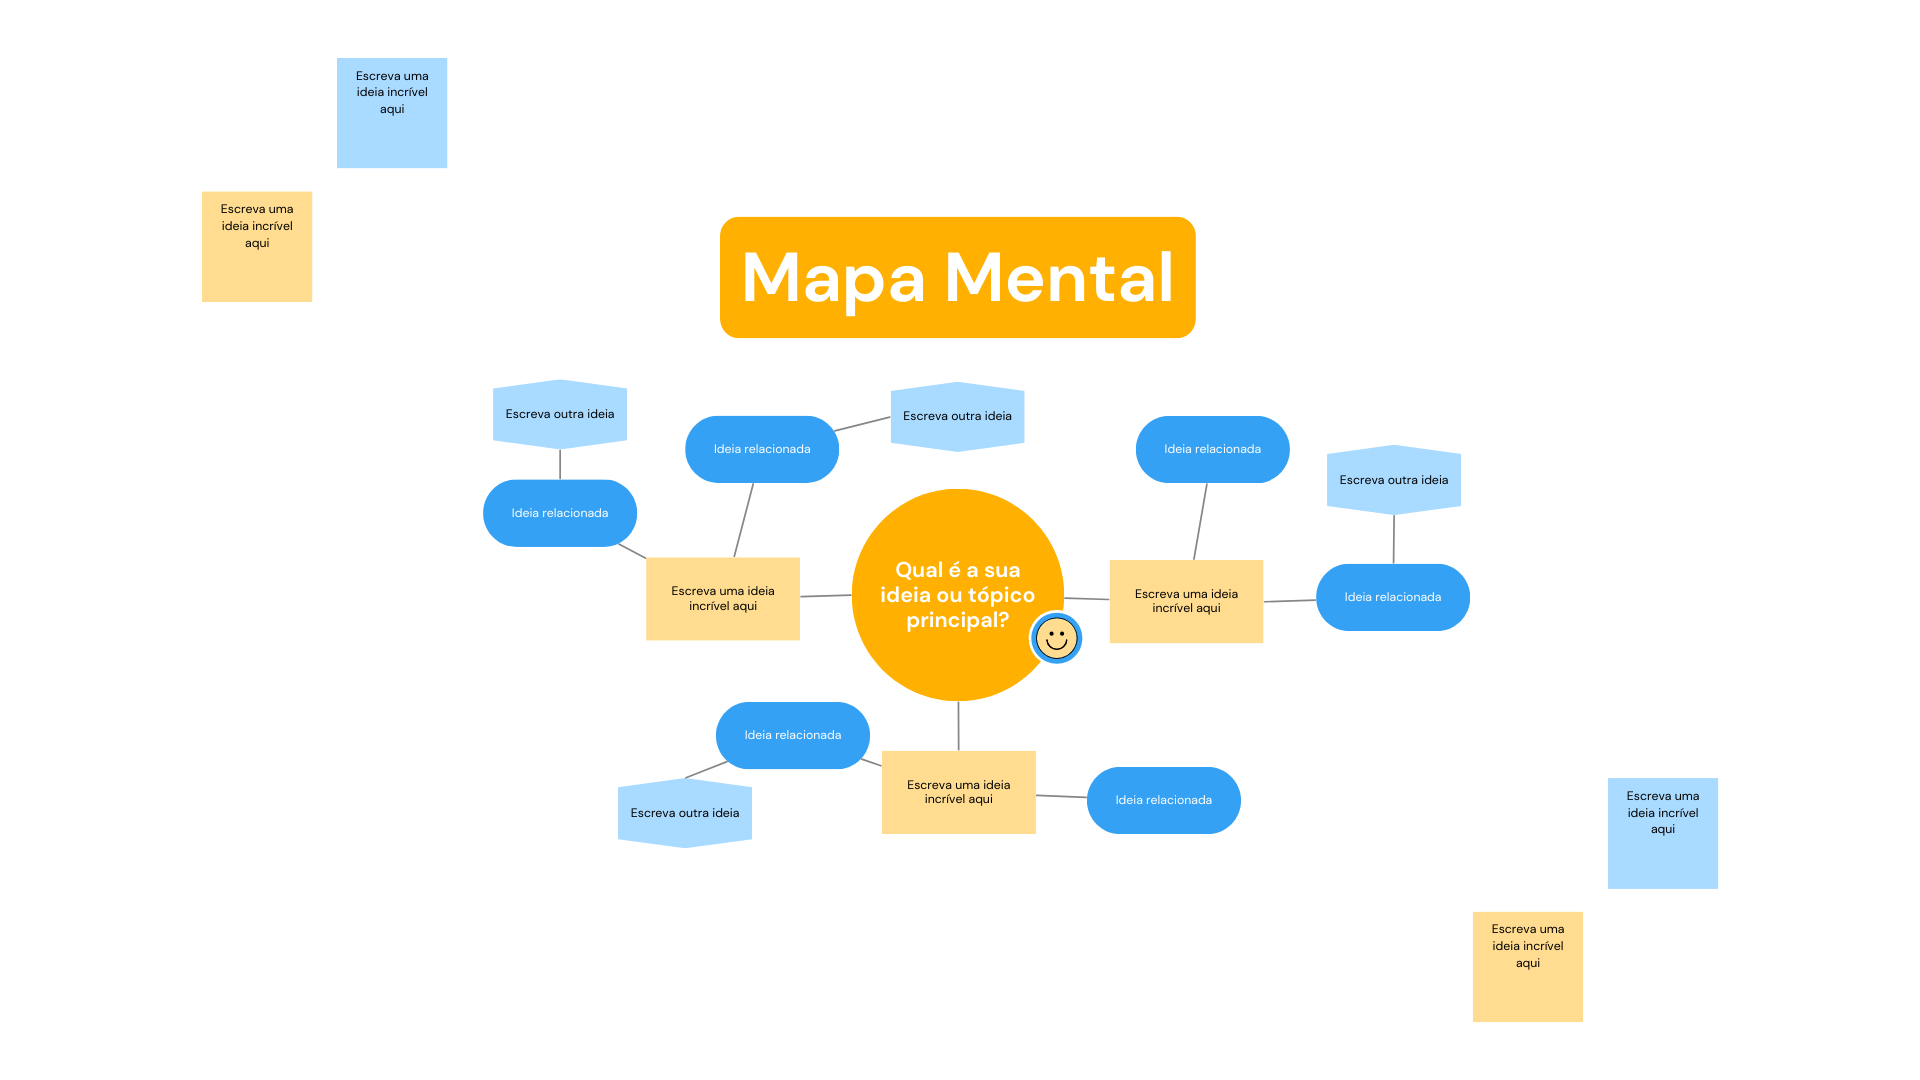 Escreva uma
ideia incrível
aqui
Escreva uma
ideia incrível
aqui
Mapa Mental
Escreva outra ideia
Escreva outra ideia
Ideia relacionada
Ideia relacionada
Escreva outra ideia
Ideia relacionada
Qual é a sua
ideia ou tópico
principal?
Escreva uma ideia
incrível aqui
Escreva uma ideia
incrível aqui
Ideia relacionada
Ideia relacionada
Escreva uma ideia
incrível aqui
Ideia relacionada
Escreva outra ideia
Escreva uma
ideia incrível
aqui
Escreva uma
ideia incrível
aqui